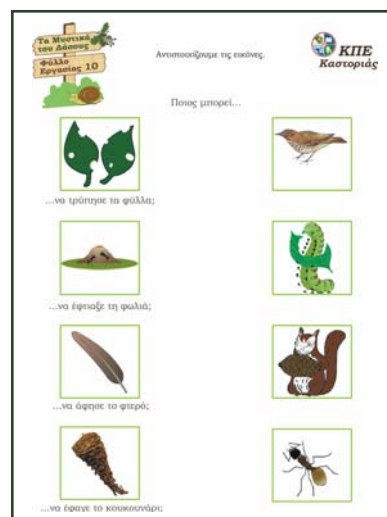 Τα Μυστικά
του Δάσους
Φύλλο
Εργασίας 10
Αντιστοιχίζουμε τις εικόνες.
ΚΠΕ
Καστοριάς
Ποιος μπορεί...
...να τρύπησε τα φύλλα;
...να έφτιαξε τη φωλιά;
...να άφησε το φτερό;
...να έφαγε το κουκουνάρι;